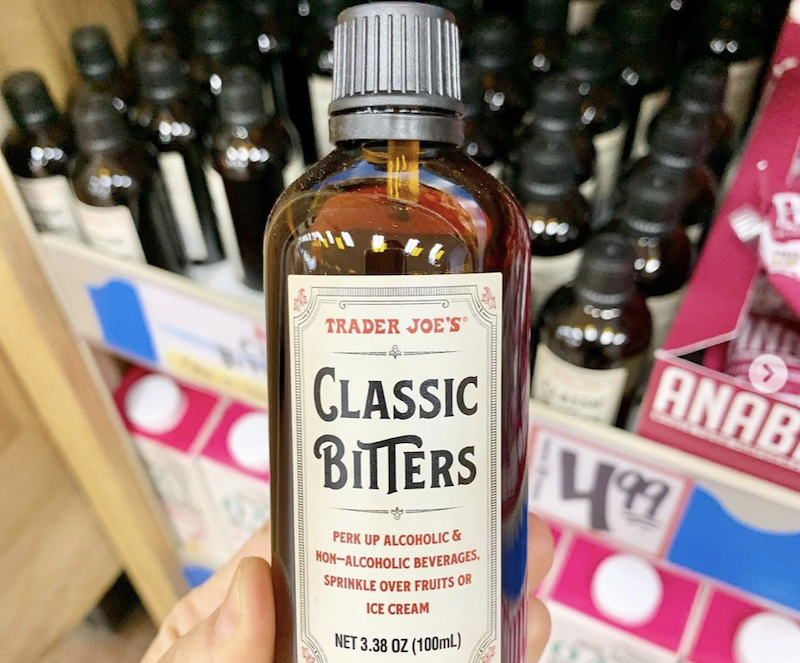 TRADER JOE'S®
CLASSIC
BITTERS
PERK UP ALCOHOLIC &
NON–ALCOHOLIC BEVERAGES,
SPRINKLE OVER FRUITS OR
ICE CREAM
NET 3.38 OZ (100mL)
ANAB
$4.99